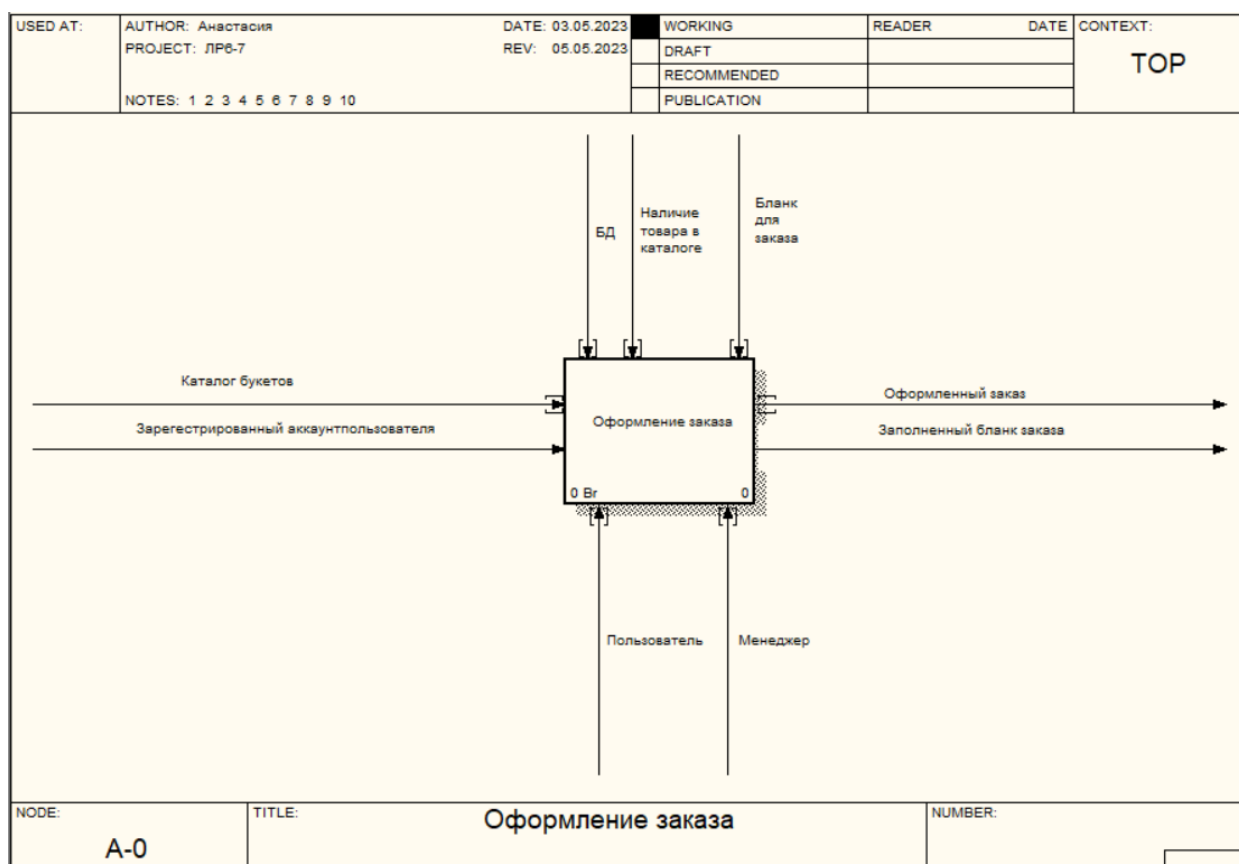 USED AT:
AUTHOR: Анастасия
DATE: 03.05.2023
WORKING
READER
DATE
CONTEXT:
PROJECT: ЛР6-7
REV: 05.05.2023
DRAFT
TOP
RECOMMENDED
NOTES: 1 2 3 4 5 6 7 8 9 10
PUBLICATION
БД
Наличие
товара в
каталоге
Бланк
для
заказа
Каталог букетов
Зарегестрированный аккаунтпользователя
Оформление заказа
0 Br
0
Оформленный заказ
Заполненный бланк заказа
Пользователь
Менеджер
NODE:
A-0
TITLE:
Оформление заказа
NUMBER: